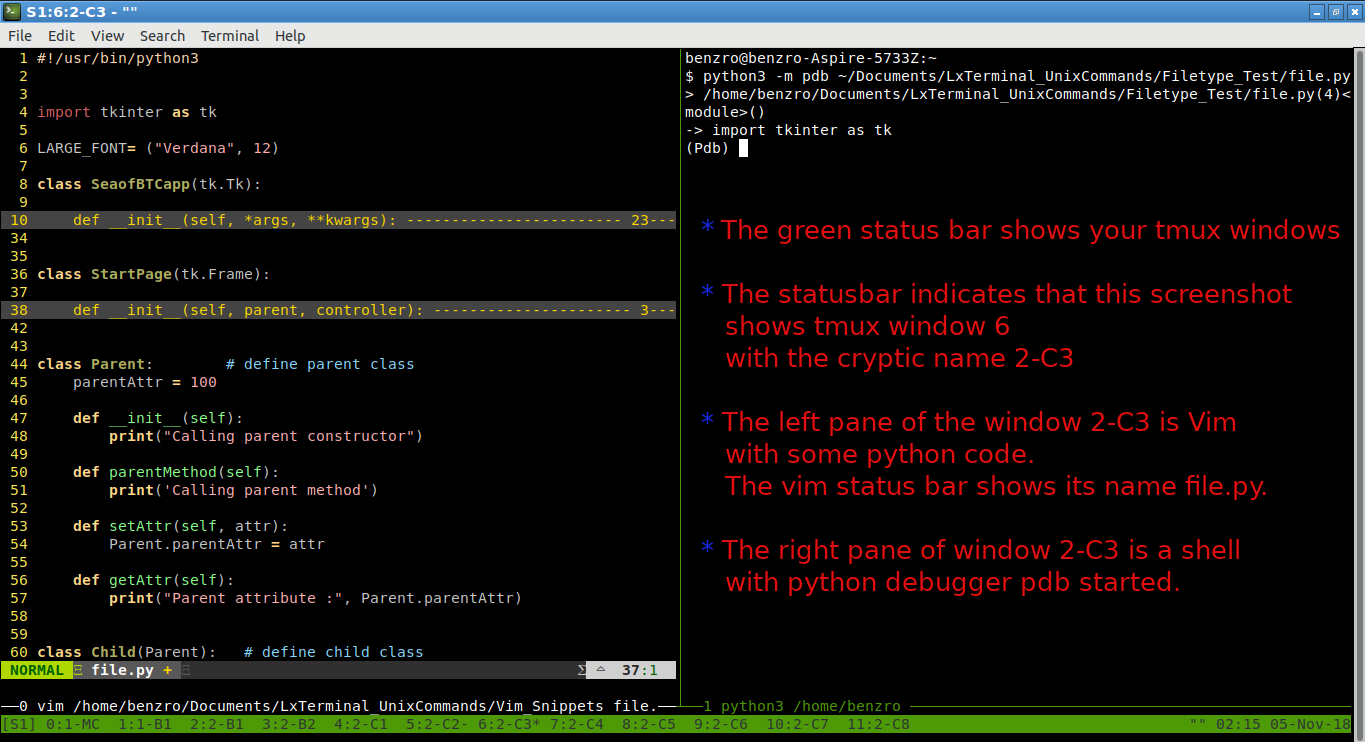 S1:6:2-C3 - ""
File Edit View Search Terminal Help
1 #!/usr/bin/python3
2
3
4 import tkinter as tk
5
6 LARGE_FONT= ("Verdana", 12)
7
8 class SeaofBTCapp(tk.Tk):
9
10 def __init__(self, *args, **kwargs): ------------------------ 23---
34
35
36 class StartPage(tk.Frame):
37
38 def __init__(self, parent, controller): ---------------------- 3---
42
43
44 class Parent: # define parent class
45 parentAttr = 100
46
47 def __init__(self):
48 print("Calling parent constructor")
49
50 def parentMethod(self):
51 print('Calling parent method')
52
53 def setAttr(self, attr):
54 Parent.parentAttr = attr
55
56 def getAttr(self):
57 print("Parent attribute :", Parent.parentAttr)
58
59
60 class Child(Parent): # define child class
NORMAL Ξ file.py + Ξ Σ 37:1
0 vim /home/benzro/Documents/LxTerminal_UnixCommands/Vim_Snippets file.
benzro@benzro-Aspire-5733Z:~
$ python3 -m pdb ~/Documents/LxTerminal_UnixCommands/Filetype_Test/file.py
> /home/benzro/Documents/LxTerminal_UnixCommands/Filetype_Test/file.py(4)<
module>()
-> import tkinter as tk
(Pdb)
* The green status bar shows your tmux windows
* The statusbar indicates that this screenshot
shows tmux window 6
with the cryptic name 2-C3
* The left pane of the window 2-C3 is Vim
with some python code.
The vim status bar shows its name file.py.
* The right pane of window 2-C3 is a shell
with python debugger pdb started.
1 python3 /home/benzro
[S1] 0:1-MC 1:1-B1 2:2-B1 3:2-B2 4:2-C1 5:2-C2- 6:2-C3* 7:2-C4 8:2-C5 9:2-C6 10:2-C7 11:2-C8 "" 02:15 05-Nov-18